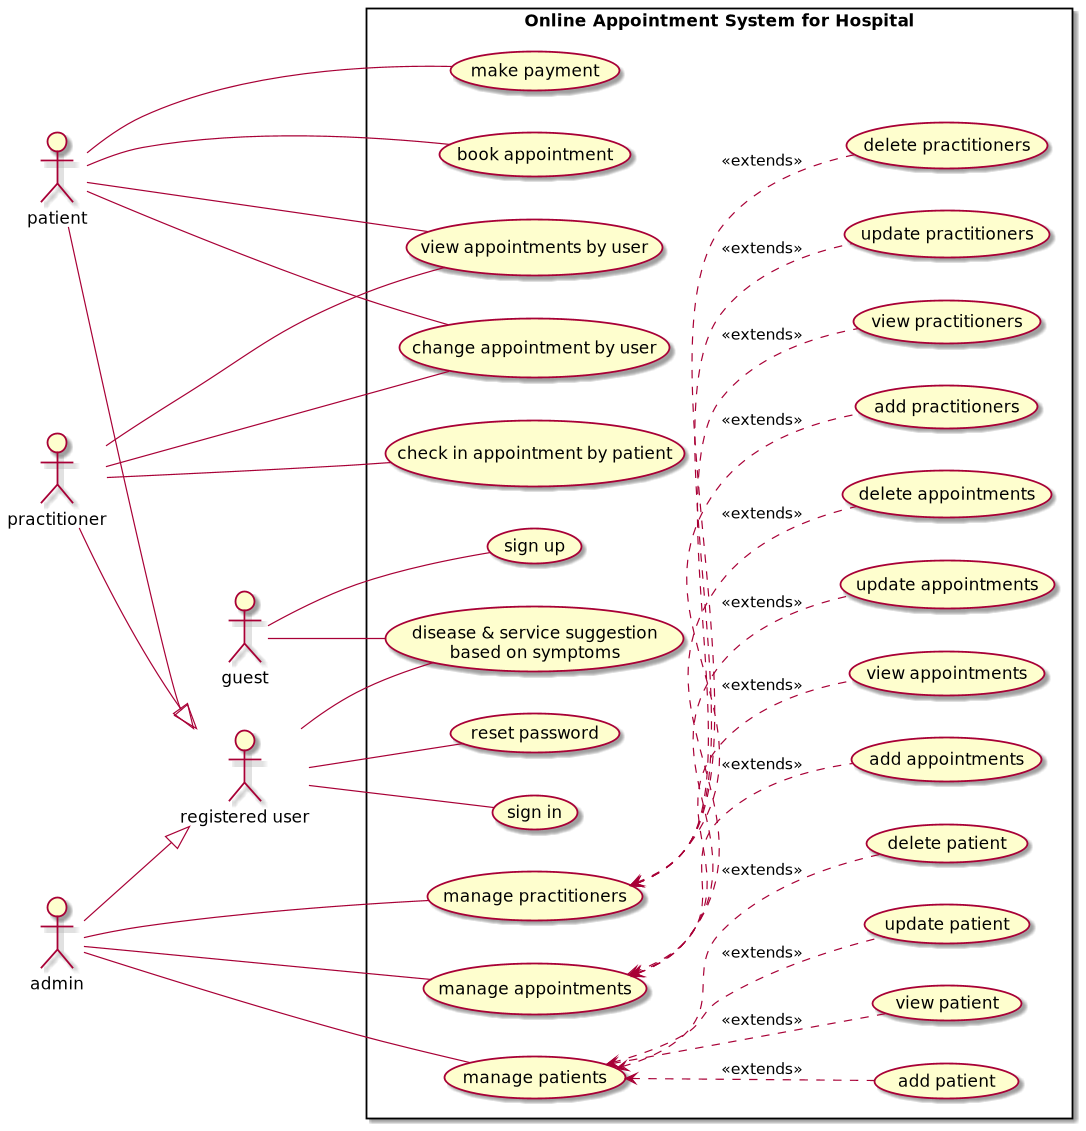 Online Appointment System for Hospital
make payment
delete practitioners
«extends»
book appointment
patient
update practitioners
view appointments by user
«extends»
view practitioners
«extends»
change appointment by user
add practitioners
«extends»
check in appointment by patient
delete appointments
«extends»
practitioner
sign up
update appointments
«extends»
disease & service suggestion
based on symptoms
guest
view appointments
«extends»
reset password
add appointments
«extends»
sign in
registered user
delete patient
«extends»
manage practitioners
update patient
«extends»
admin
manage appointments
view patient
«extends»
manage patients
«extends»
add patient